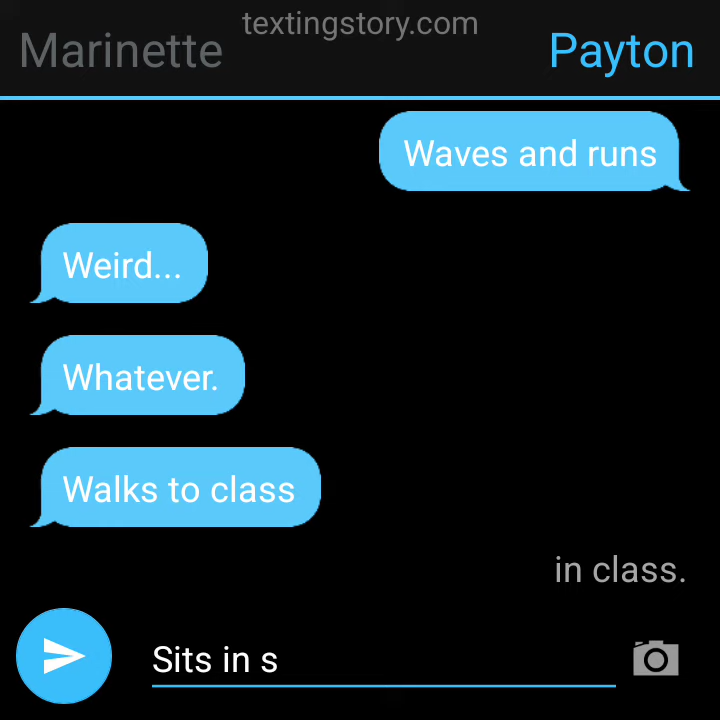 textingstory.com
Marinette
Payton
Waves and runs
Weird...
Whatever.
Walks to class
in class.
Sits in s